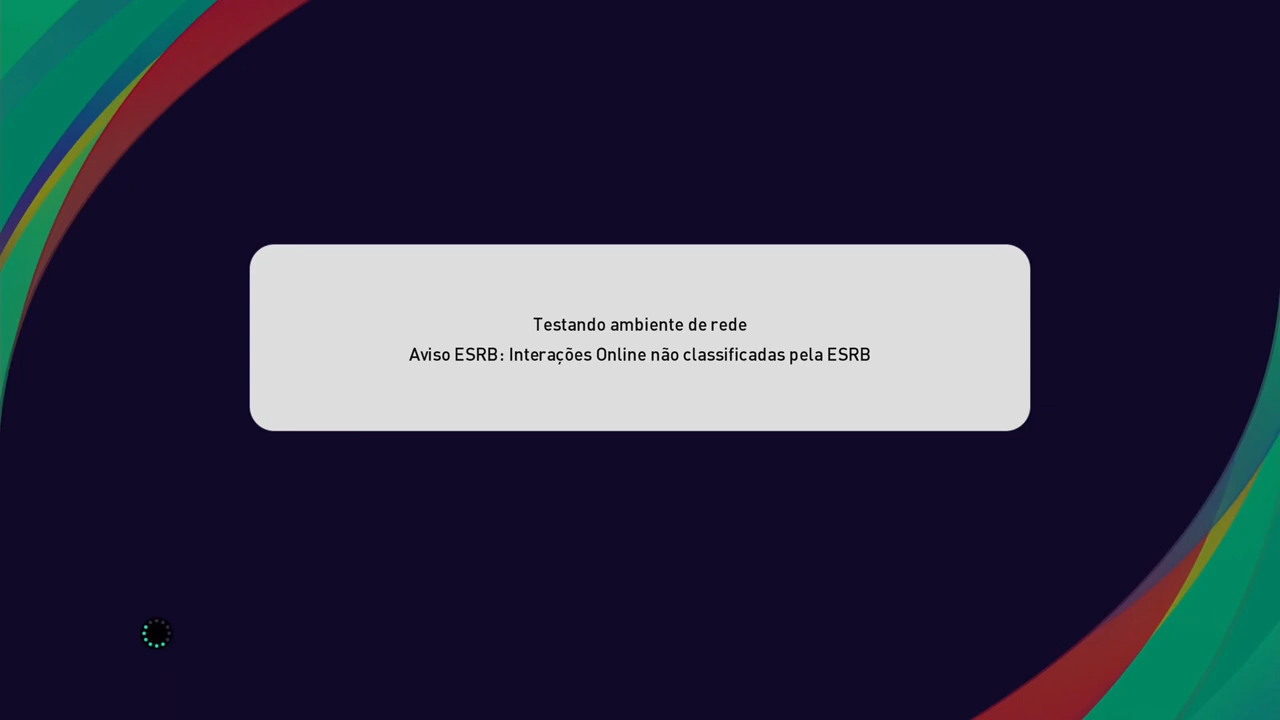 Testando ambiente de rede
Aviso ESRB: Interações Online não classificadas pela ESRB